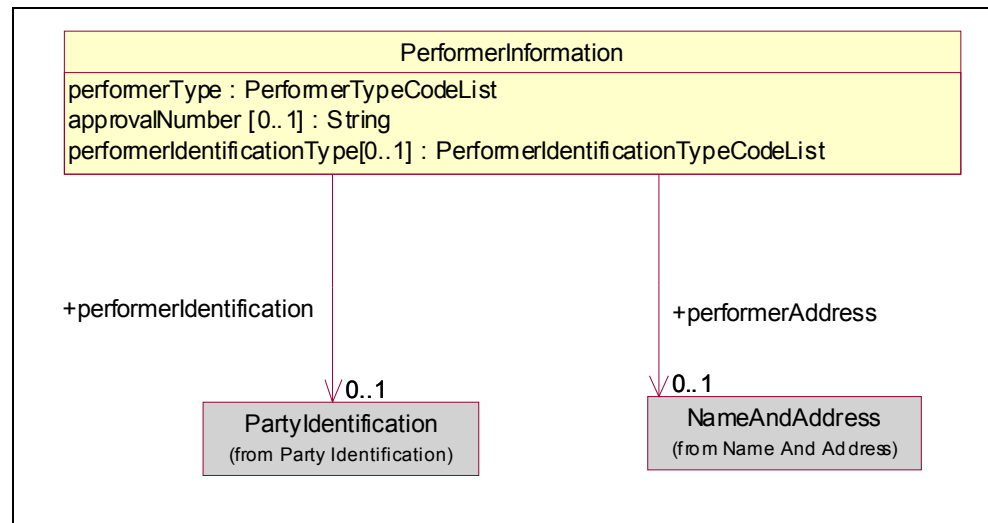 PerformerInformation
performerType : PerformerTypeCodeList
approvalNumber [0..1] : String
performerIdentificationType[0..1] : PerformerIdentificationTypeCodeList
+performerIdentification
+performerAddress
0..1
0..1
PartyIdentification
(from Party Identification)
NameAndAddress
(from Name And Address)